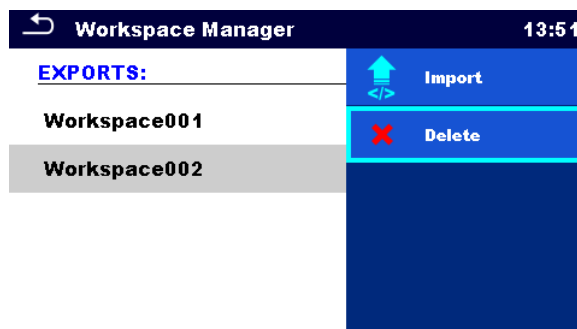 Workspace Manager 13:51
EXPORTS:
Import
</>
Workspace001
Delete
Workspace002